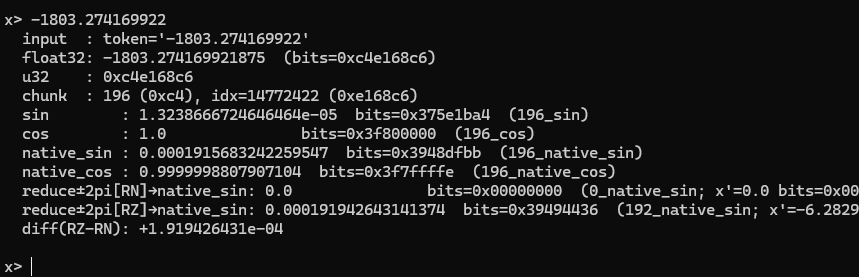 x> -1803.274169922
input : token='-1803.274169922'
float32: -1803.274169921875 (bits=0xc4e168c6)
u32 : 0xc4e168c6
chunk : 196 (0xc4), idx=14772422 (0xe168c6)
sin : 1.3238666724646464e-05 bits=0x375e1ba4 (196_sin)
cos : 1.0 bits=0x3f800000 (196_cos)
native_sin : 0.0001915683242259547 bits=0x3948dfbb (196_native_sin)
native_cos : 0.9999998807907104 bits=0x3f7ffffe (196_native_cos)
reduce±2pi[RN]→native_sin: 0.0 bits=0x00000000 (0_native_sin; x'=0.0 bits=0x00
reduce±2pi[RZ]→native_sin: 0.000191942643141374 bits=0x39494436 (192_native_sin; x'=-6.2829
diff(RZ-RN): +1.919426431e-04
x>